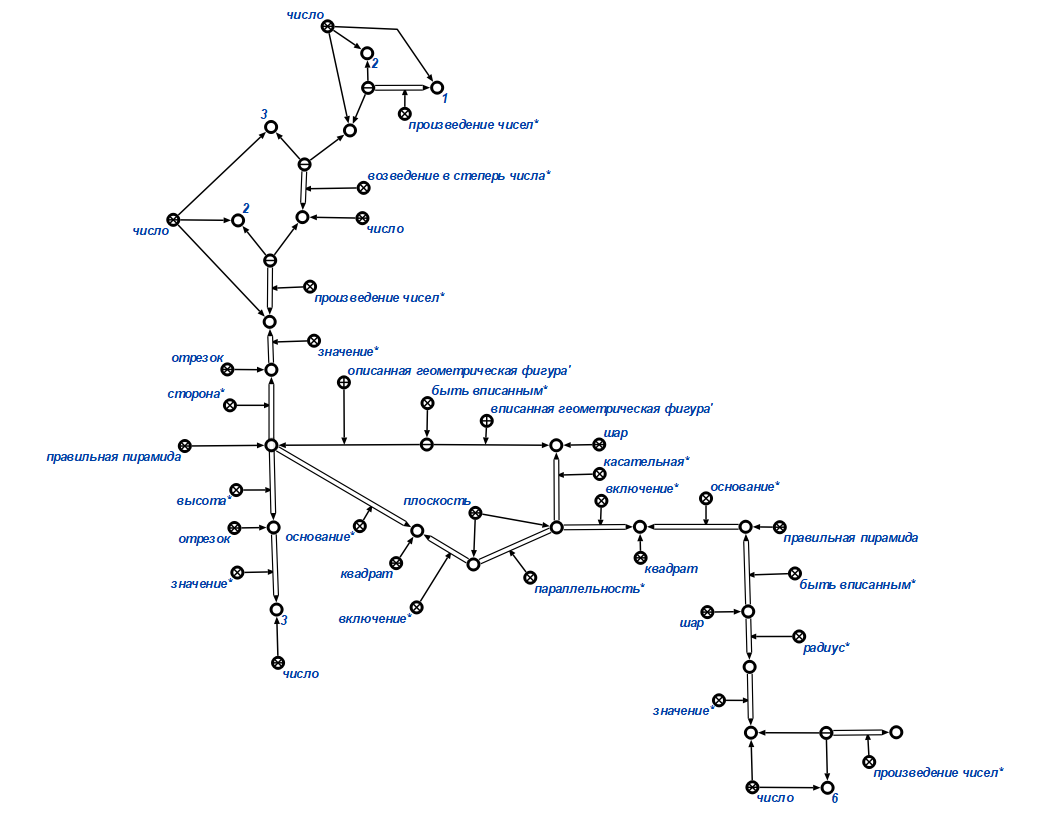 число
2
1
произведение чисел*
3
возведение в степерь числа*
2
число
число
произведение чисел*
значение*
отрезок
описанная геометрическая фигура'
сторона*
быть вписанным*
вписанная геометрическая фигура'
шар
правильная пирамида
касательная*
включение*
основание*
высота*
плоскость
отрезок
основание*
правильная пирамида
квадрат
квадрат
значение*
параллельность*
быть вписанным*
включение*
3
шар
радиус*
число
значение*
произведение чисел*
число
6